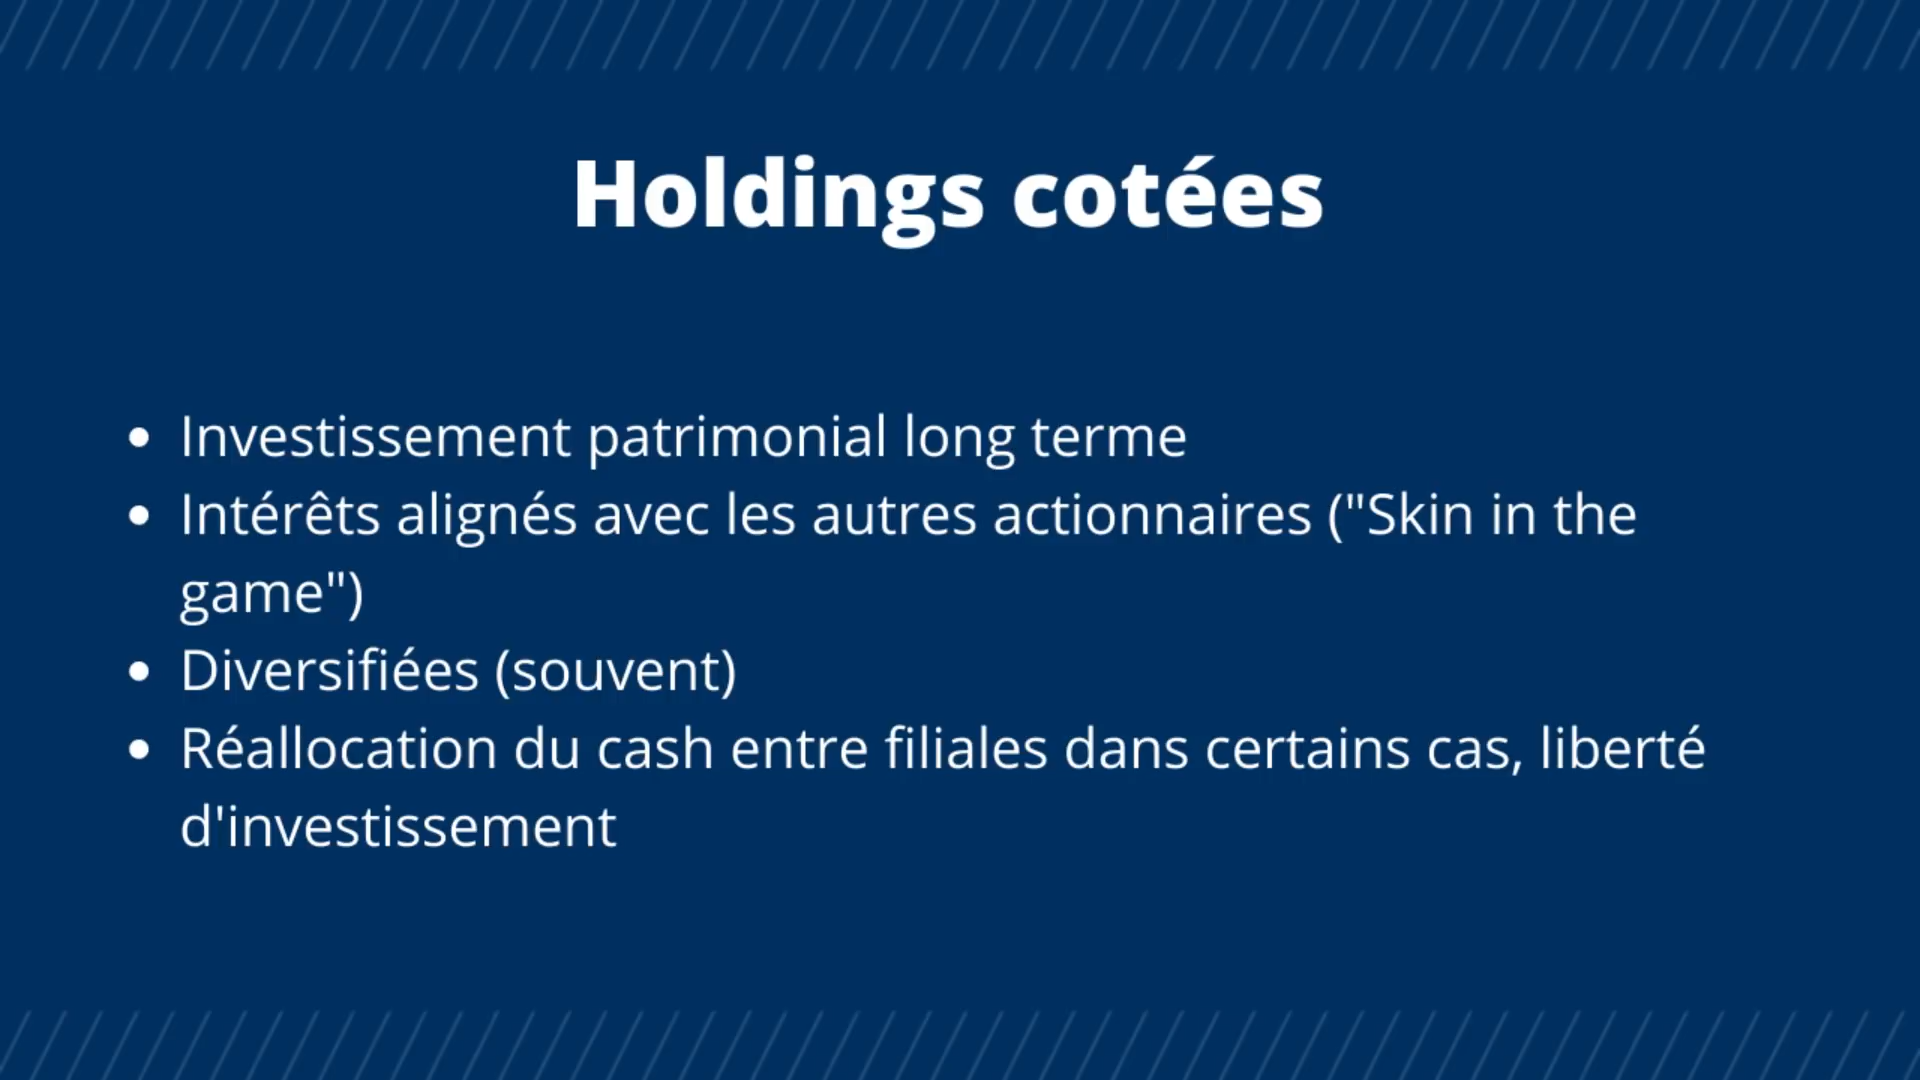 Holdings cotées
• Investissement patrimonial long terme
• Intérêts alignés avec les autres actionnaires ("Skin in the
game")
• Diversifiées (souvent)
• Réallocation du cash entre filiales dans certains cas, liberté
d'investissement